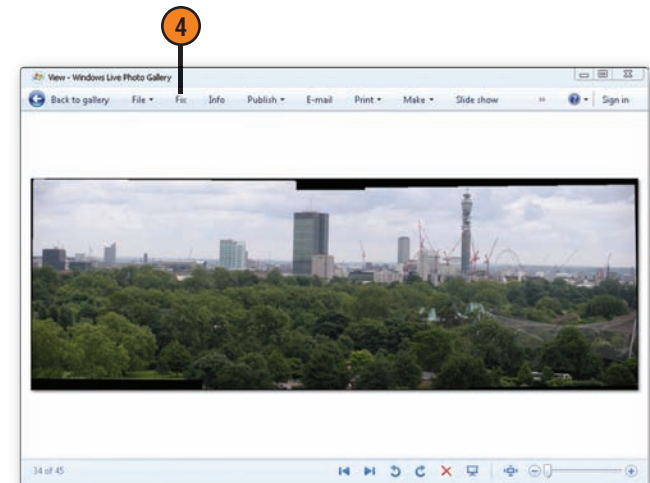 4
View - Windows Live Photo Gallery
Back to gallery File Fix Info Publish E-mail Print Make Slide show » Sign in
34 of 45